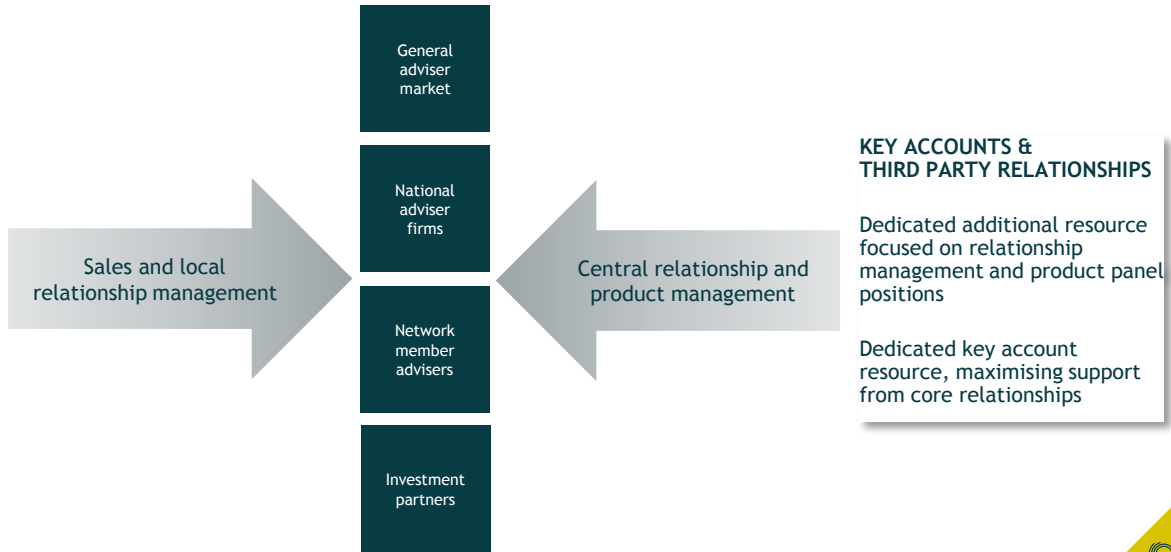 General
adviser
market
National
adviser
firms
Network
member
advisers
Investment
partners
Sales and local
relationship management
Central relationship and
product management
KEY ACCOUNTS &
THIRD PARTY RELATIONSHIPS
Dedicated additional resource
focused on relationship
management and product panel
positions
Dedicated key account
resource, maximising support
from core relationships